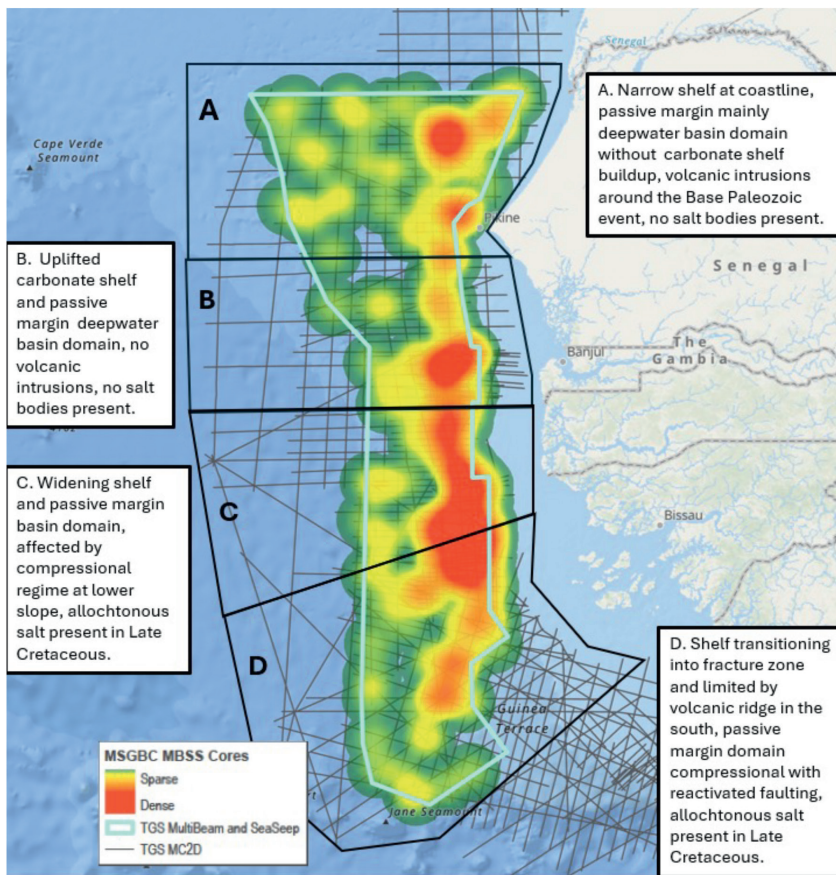 Senegal
A
A. Narrow shelf at coastline,
passive margin mainly
deepwater basin domain
without carbonate shelf
buildup, volcanic intrusions
around the Base Paleozoic
event, no salt bodies present.
Cape Verde
Seamount
Pikine
B. Uplifted
carbonate shelf
and passive
margin deepwater
basin domain, no
volcanic
intrusions, no salt
bodies present.
Senegal
B
Banjul
The
Gambia
C. Widening shelf
and passive margin
basin domain,
affected by
compressional
regime at lower
slope, allochtonous
salt present in Late
Cretaceous.
C
Bissau
D
D. Shelf transitioning
into fracture zone
and limited by
volcanic ridge in the
south, passive
margin domain
compressional with
reactivated faulting,
allochtonous salt
present in Late
Cretaceous.
Guinea
Terrace
MSGBC MBSS Cores
Sparse
Dense
TGS MultiBeam and SeaSeep
TGS MC2D
Jane Seamount